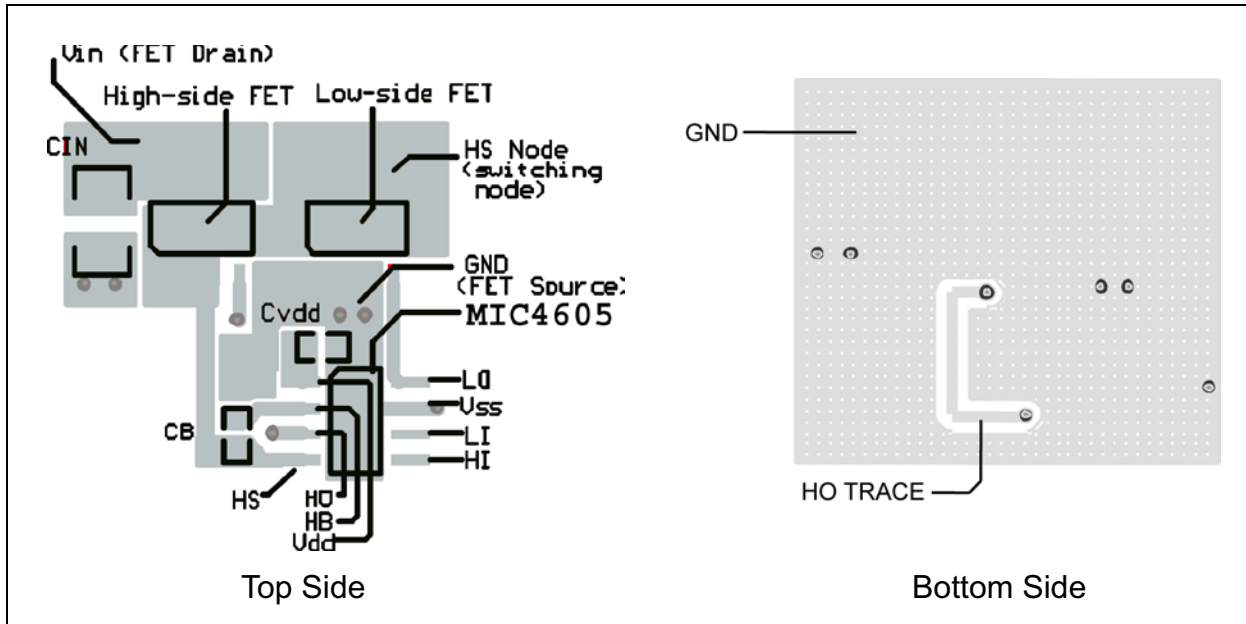 Vin (FET Drain)
High-side FET
Low-side FET
CIN
HS Node
(switching
node)
GND
(FET Source)
Cvdd
MIC4605
LO
Vss
CB
LI
HI
HS
HO
HB
Vdd
Top Side
GND
HO TRACE
Bottom Side